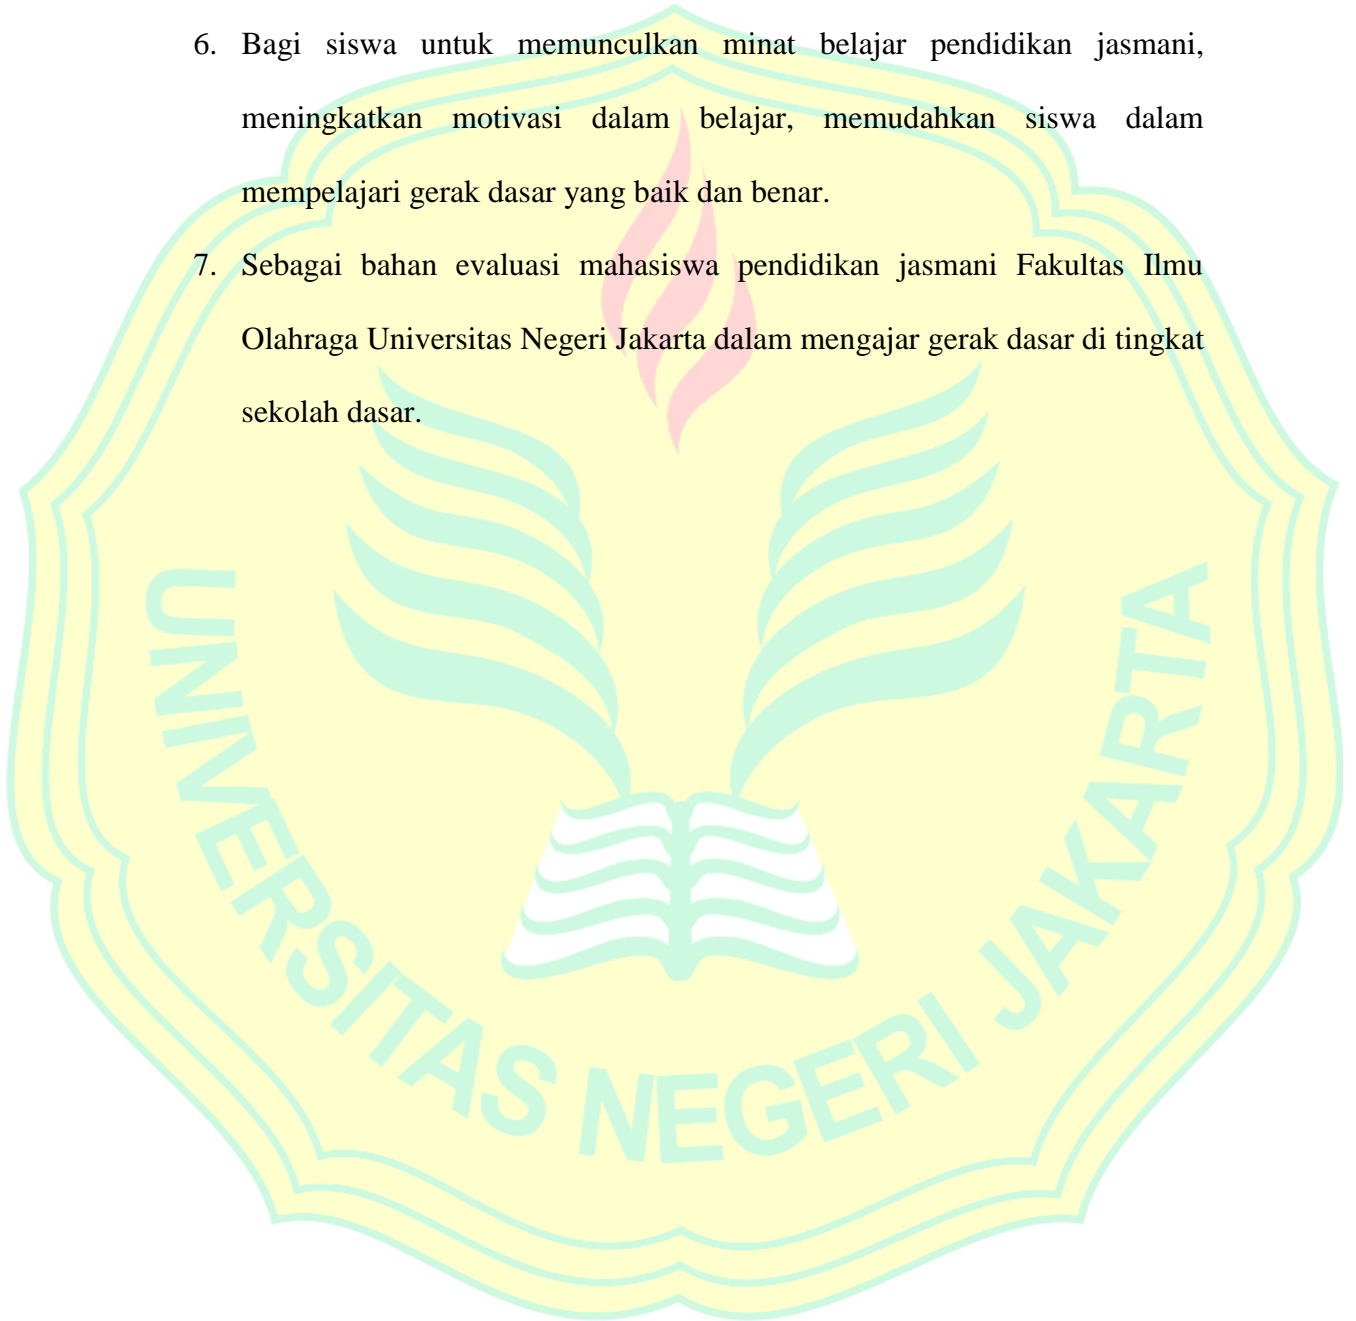 6. Bagi siswa untuk memunculkan minat belajar pendidikan jasmani,
meningkatkan motivasi dalam belajar, memudahkan siswa dalam
mempelajari gerak dasar yang baik dan benar.
7. Sebagai bahan evaluasi mahasiswa pendidikan jasmani Fakultas Ilmu
Olahraga Universitas Negeri Jakarta dalam mengajar gerak dasar di tingkat
sekolah dasar.
UNIVERSITAS NEGERI JAKARTA